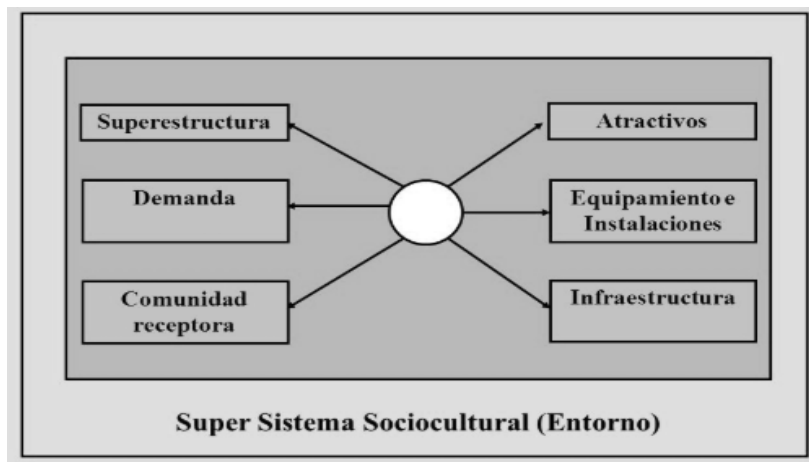 Superestructura
Atractivos
Demanda
Equipamiento e
Instalaciones
Comunidad
receptora
Infraestructura
Super Sistema Sociocultural (Entorno)